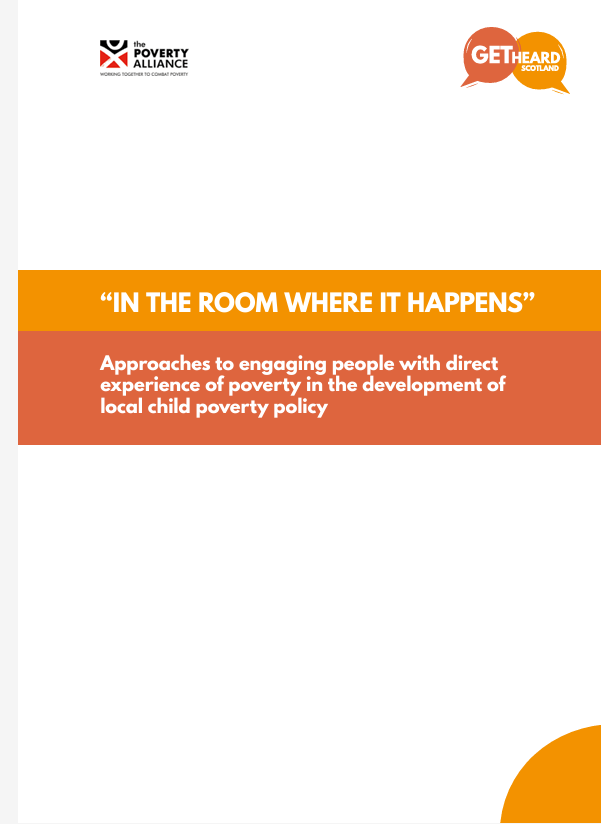 the
POVERTY
ALLIANCE
WORKING TOGETHER TO COMBAT POVERTY
GET HEARD
SCOTLAND
“IN THE ROOM WHERE IT HAPPENS”
Approaches to engaging people with direct
experience of poverty in the development of
local child poverty policy